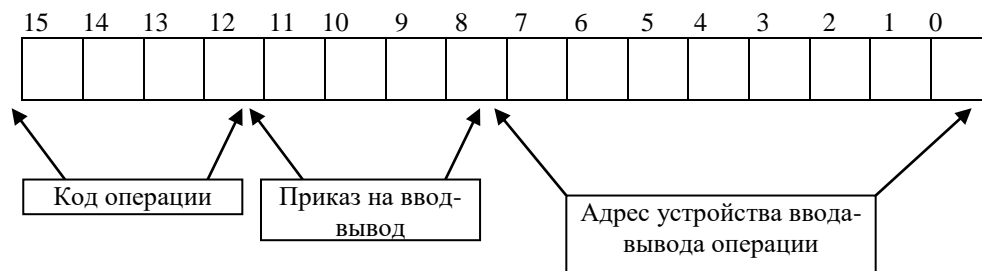 15 14 13 12 11 10 9 8 7 6 5 4 3 2 1 0
Код операции
Приказ на ввод-
вывод
Адрес устройства ввода-
вывода операции